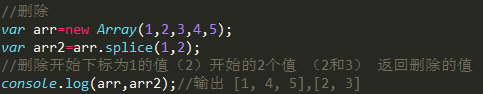 //删除
var arr=new Array(1,2,3,4,5);
var arr2=arr.splice(1,2);
//删除开始下标为1的值（2）开始的2个值 （2和3） 返回删除的值
console.log(arr,arr2);//输出 [1, 4, 5],[2, 3]